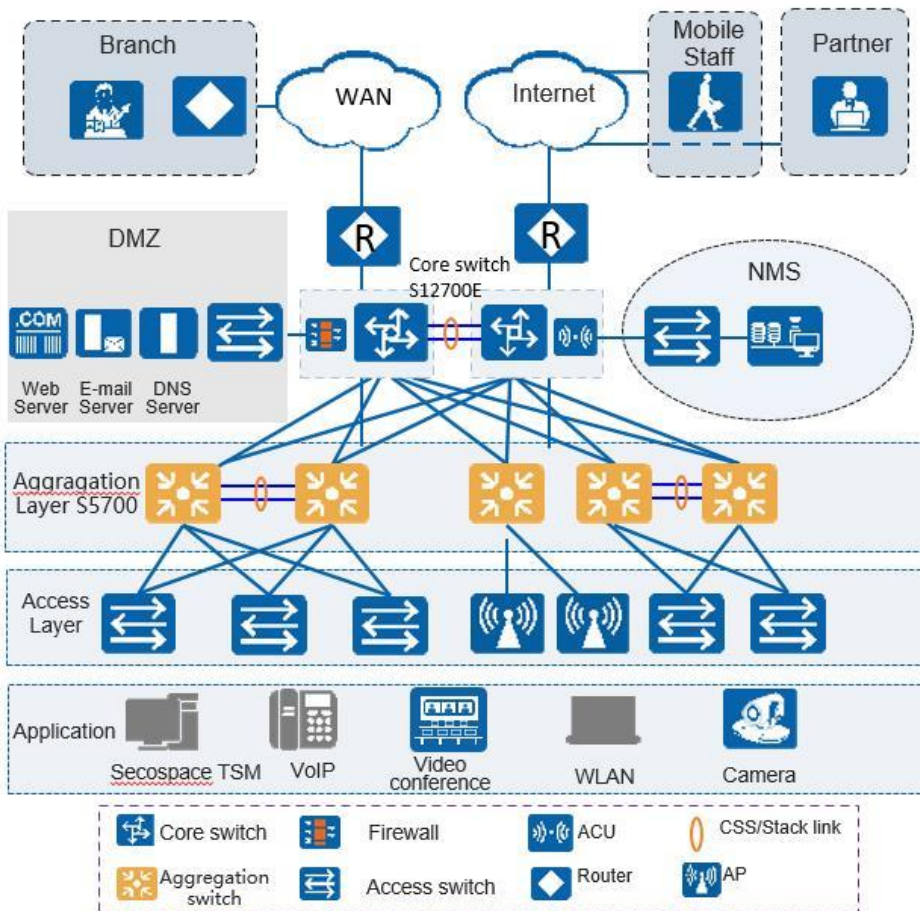 Branch
WAN
Internet
Mobile
Staff
Partner
R
R
DMZ
Core switch
S12700E
NMS
.COM
Web
Server
E-mail
Server
DNS
Server
Aggragation
Layer S5700
Access
Layer
Application
Secospace TSM
VoIP
Video
conference
WLAN
Camera
Core switch
Firewall
ACU
CSS/Stack link
Aggregation
switch
Access switch
Router
AP